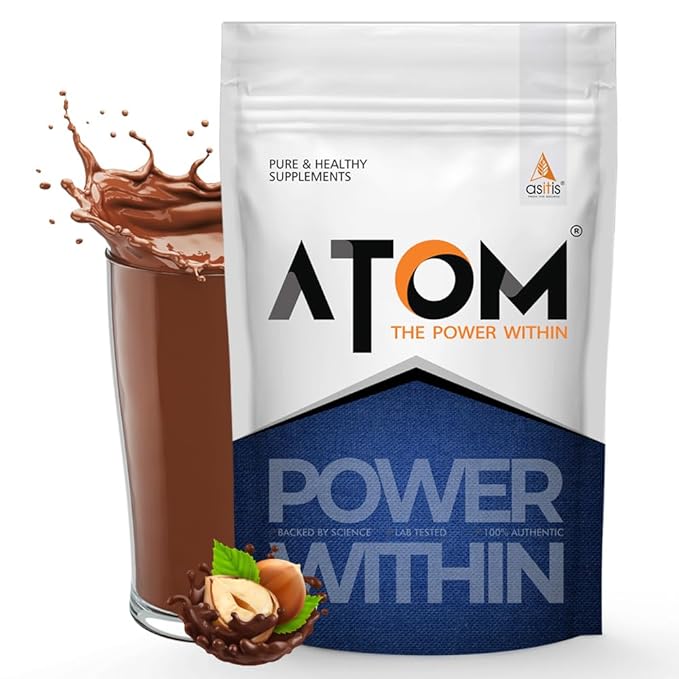 PURE & HEALTHY
SUPPLEMENTS
asitis®
ATOM®
THE POWER WITHIN
POWER
BACKED BY SCIENCE LAB TESTED 100% AUTHENTIC
WITHIN